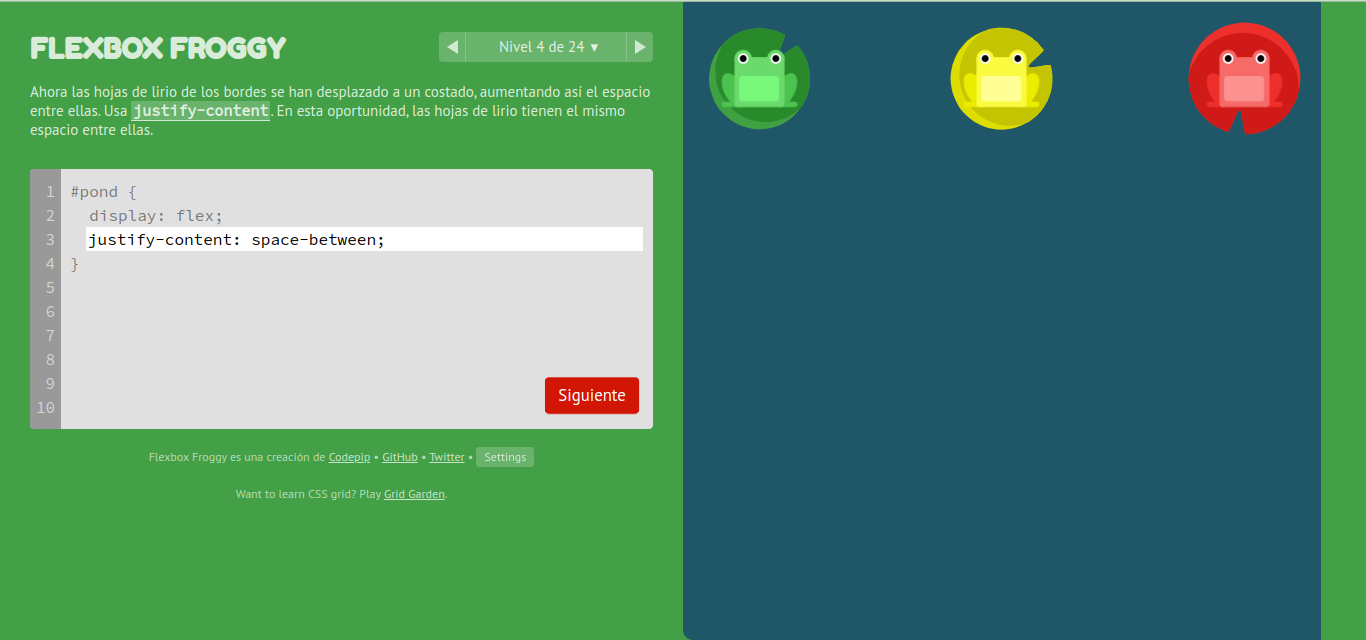 FLEXBOX FROGGY
◀ Nivel 4 de 24 ▾ ▶
Ahora las hojas de lirio de los bordes se han desplazado a un costado, aumentando así el espacio
entre ellas. Usa justify-content. En esta oportunidad, las hojas de lirio tienen el mismo
espacio entre ellas.
1 #pond {
2   display: flex;
3   justify-content: space-between;
4 }
5
6
7
8
9
10
Siguiente
Flexbox Froggy es una creación de Codepip • GitHub • Twitter • Settings
Want to learn CSS grid? Play Grid Garden.